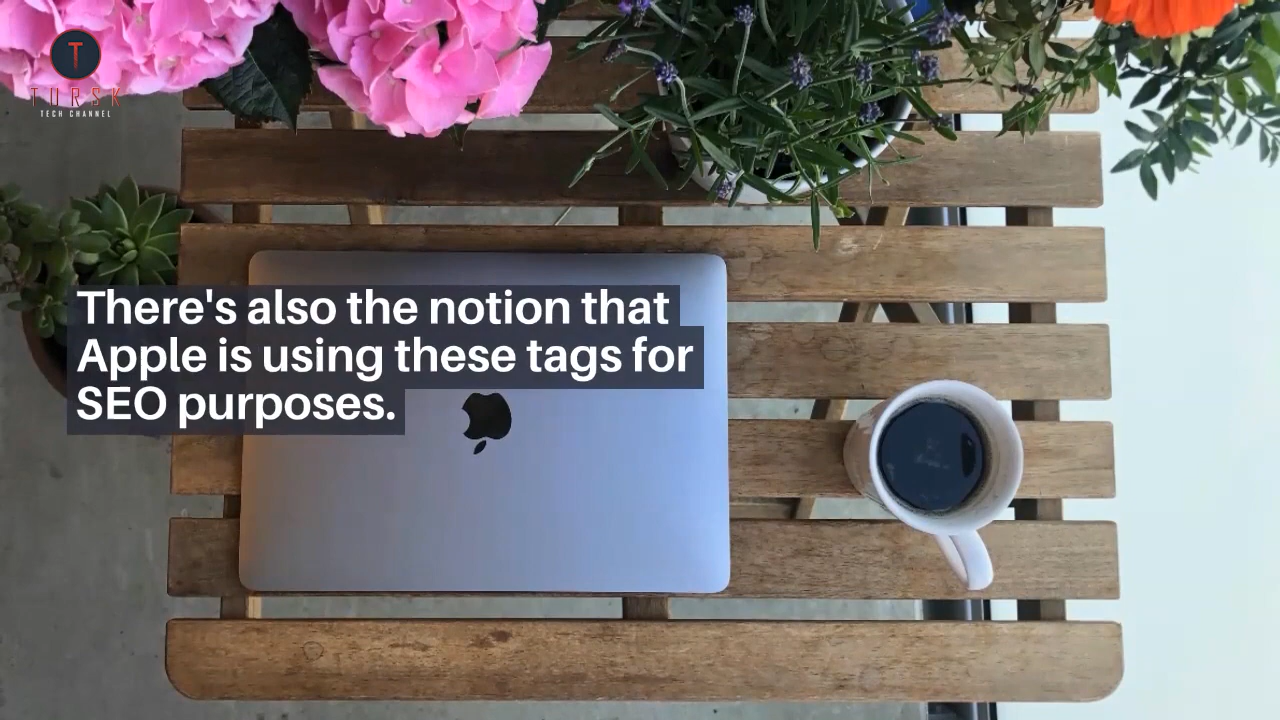 T
TURSK
TECH CHANNEL
There's also the notion that
Apple is using these tags for
SEO purposes.